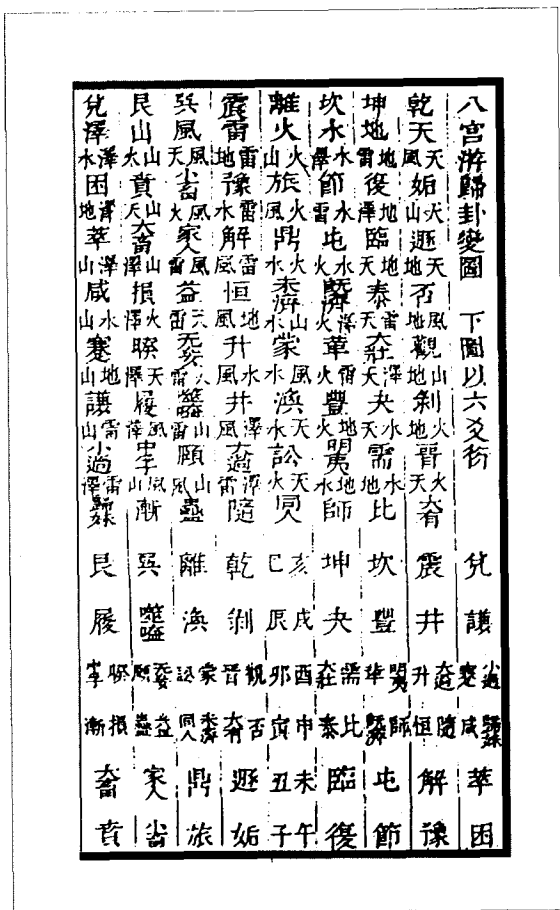 八宮游歸卦變圖 下圖以六爻衍 兌 謙 小過蹇 歸妹咸 萃 困
乾天 天風姤 天山遯 天地否 風地觀 山地剝 火地晉 火天大有 震 井 大過升 隨恒 解 豫
坤地 地雷復 地澤臨 地天泰 雷天大壯 澤天夬 水天需 水地比 坎 豐 明夷革 師既濟 屯 節
坎水 水澤節 水雷屯 水火既濟 澤火革 雷火豐 地火明夷 地水師 坤 夬 需大壯 比泰 臨 復
離火 火山旅 火風鼎 火水未濟 山水蒙 風水渙 天水訟 天火同人 亥巳 戌辰 酉卯 申寅 未丑 午子
震雷 雷地豫 雷水解 雷風恒 地風升 水風井 澤風大過 澤雷隨 乾 剝 觀晉 否大有 遯 姤
巽風 風天小畜 風火家人 風雷益 天雷无妄 火雷噬嗑 山雷頤 山風蠱 離 渙 蒙訟 未濟同人 鼎 旅
艮山 山火賁 山天大畜 山澤損 火澤睽 天澤履 風澤中孚 風山漸 巽 噬嗑 无妄頤 益蠱 家人 小畜
兌澤 澤水困 澤地萃 澤山咸 水山蹇 地山謙 雷山小過 雷澤歸妹 艮 履 睽中孚 損漸 大畜 賁